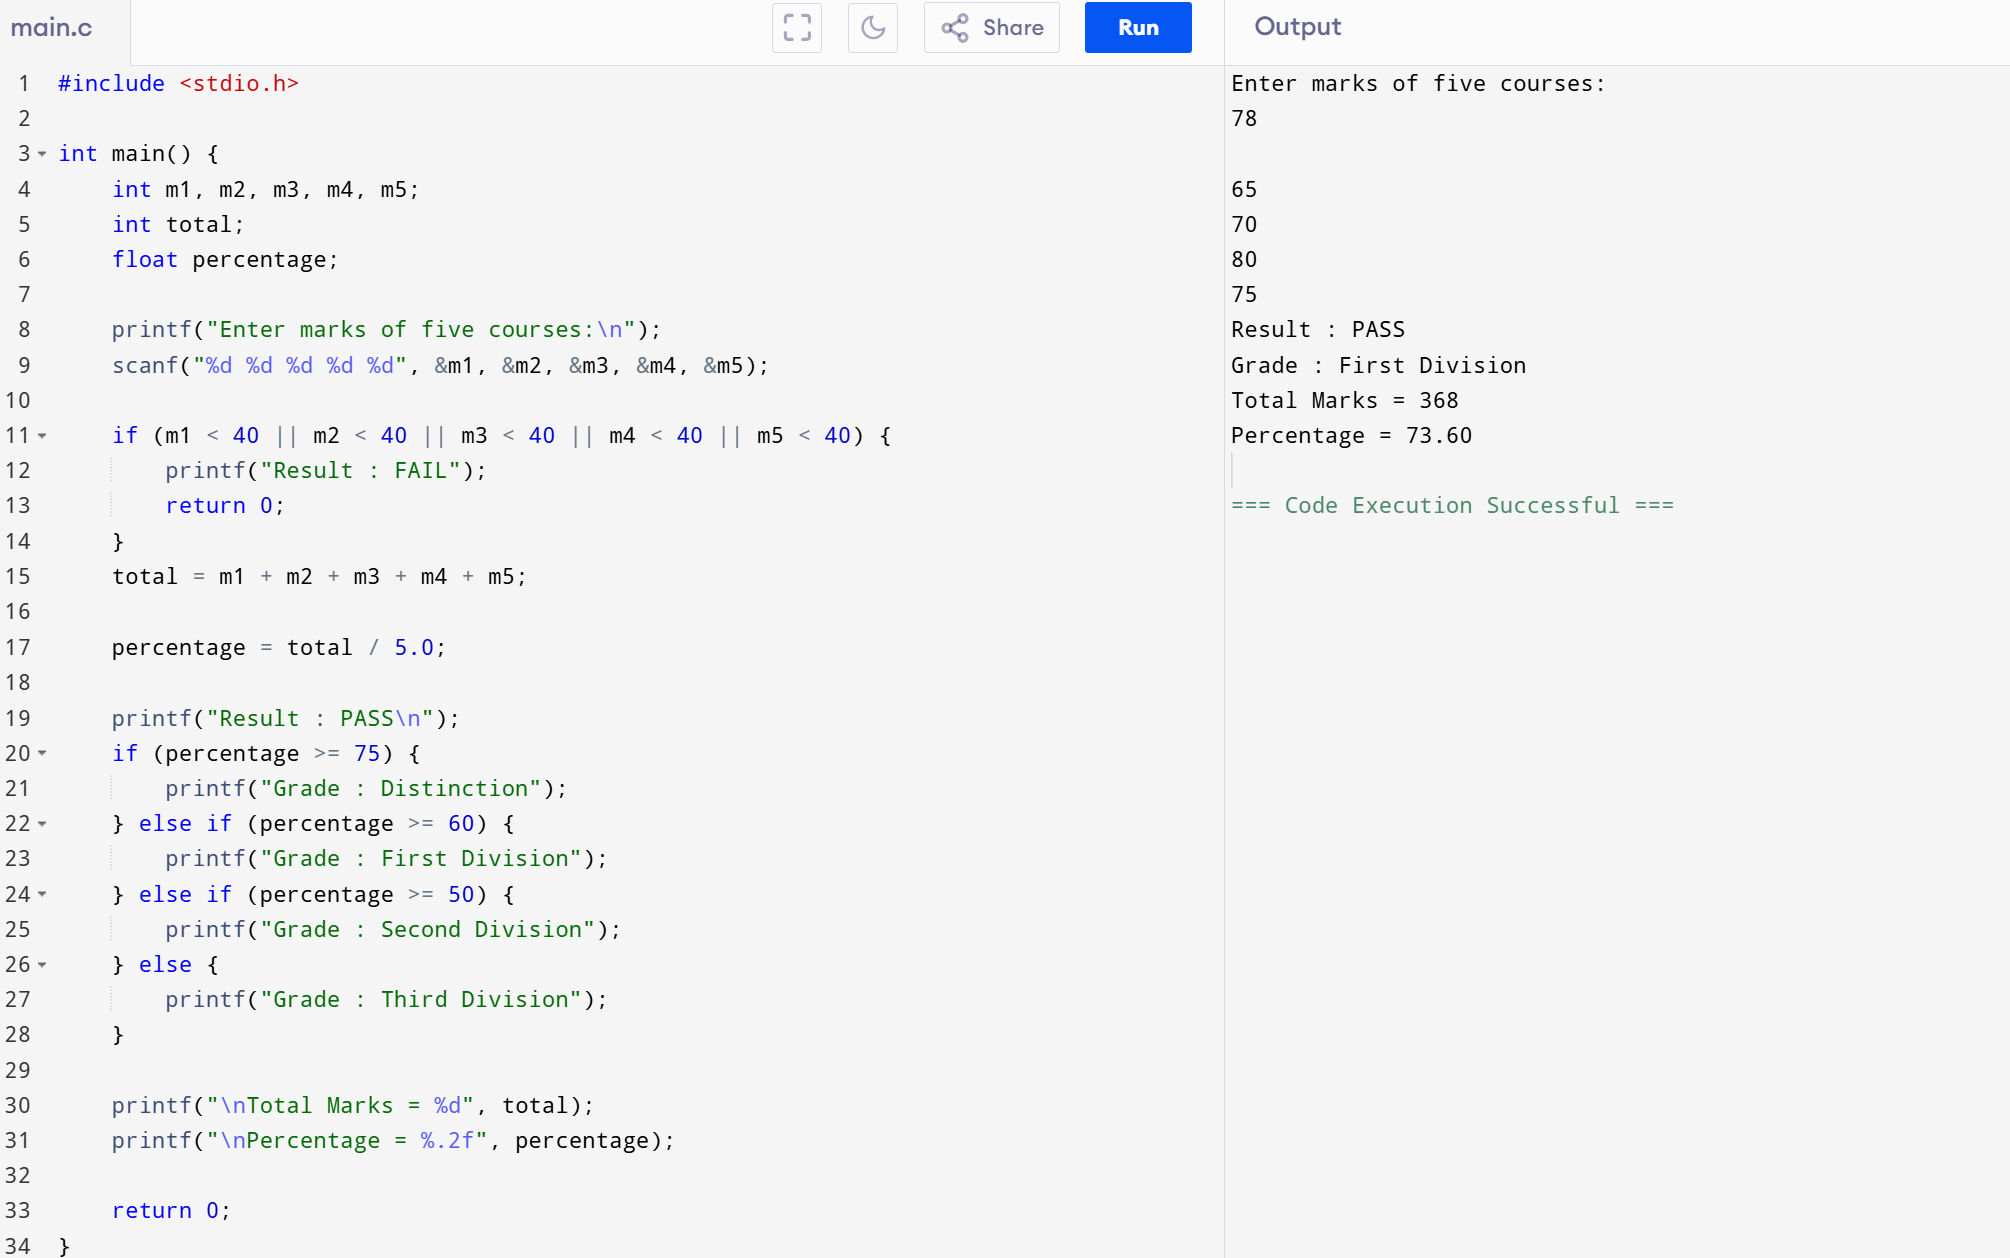 main.c
Share
Run
Output
1 #include <stdio.h>
2
3 int main() {
4     int m1, m2, m3, m4, m5;
5     int total;
6     float percentage;
7
8     printf("Enter marks of five courses:\n");
9     scanf("%d %d %d %d %d", &m1, &m2, &m3, &m4, &m5);
10
11     if (m1 < 40 || m2 < 40 || m3 < 40 || m4 < 40 || m5 < 40) {
12         printf("Result : FAIL");
13         return 0;
14     }
15     total = m1 + m2 + m3 + m4 + m5;
16
17     percentage = total / 5.0;
18
19     printf("Result : PASS\n");
20     if (percentage >= 75) {
21         printf("Grade : Distinction");
22     } else if (percentage >= 60) {
23         printf("Grade : First Division");
24     } else if (percentage >= 50) {
25         printf("Grade : Second Division");
26     } else {
27         printf("Grade : Third Division");
28     }
29
30     printf("\nTotal Marks = %d", total);
31     printf("\nPercentage = %.2f", percentage);
32
33     return 0;
34 }
Enter marks of five courses:
78
65
70
80
75
Result : PASS
Grade : First Division
Total Marks = 368
Percentage = 73.60
=== Code Execution Successful ===